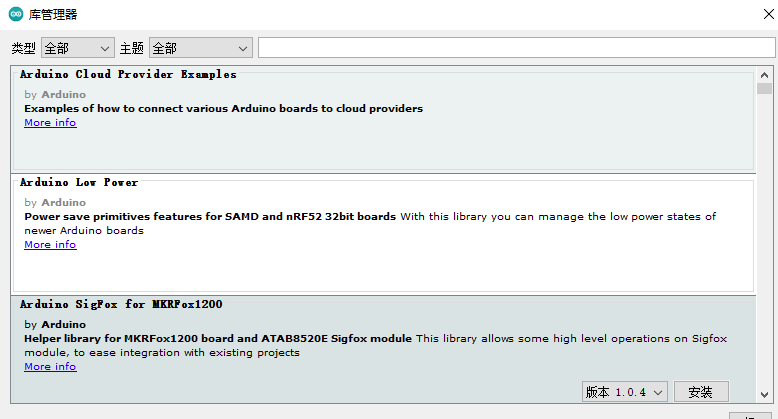 库管理器
类型 全部 主题 全部
Arduino Cloud Provider Examples
by Arduino
Examples of how to connect various Arduino boards to cloud providers
More info
Arduino Low Power
by Arduino
Power save primitives features for SAMD and nRF52 32bit boards With this library you can manage the low power states of
newer Arduino boards
More info
Arduino SigFox for MKRFox1200
by Arduino
Helper library for MKRFox1200 board and ATAB8520E Sigfox module This library allows some high level operations on Sigfox
module, to ease integration with existing projects
More info
版本 1.0.4 安装